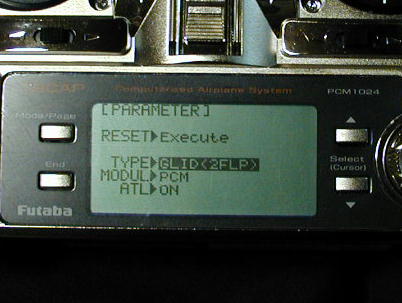 Computerized Airplane System
PCM1024
[PARAMETER]
Mode/Page
RESET▶Execute
TYPE▶GLID(2FLP)
End
Select
(Cursor)
MODUL▶PCM
ATL▶ON
Futaba